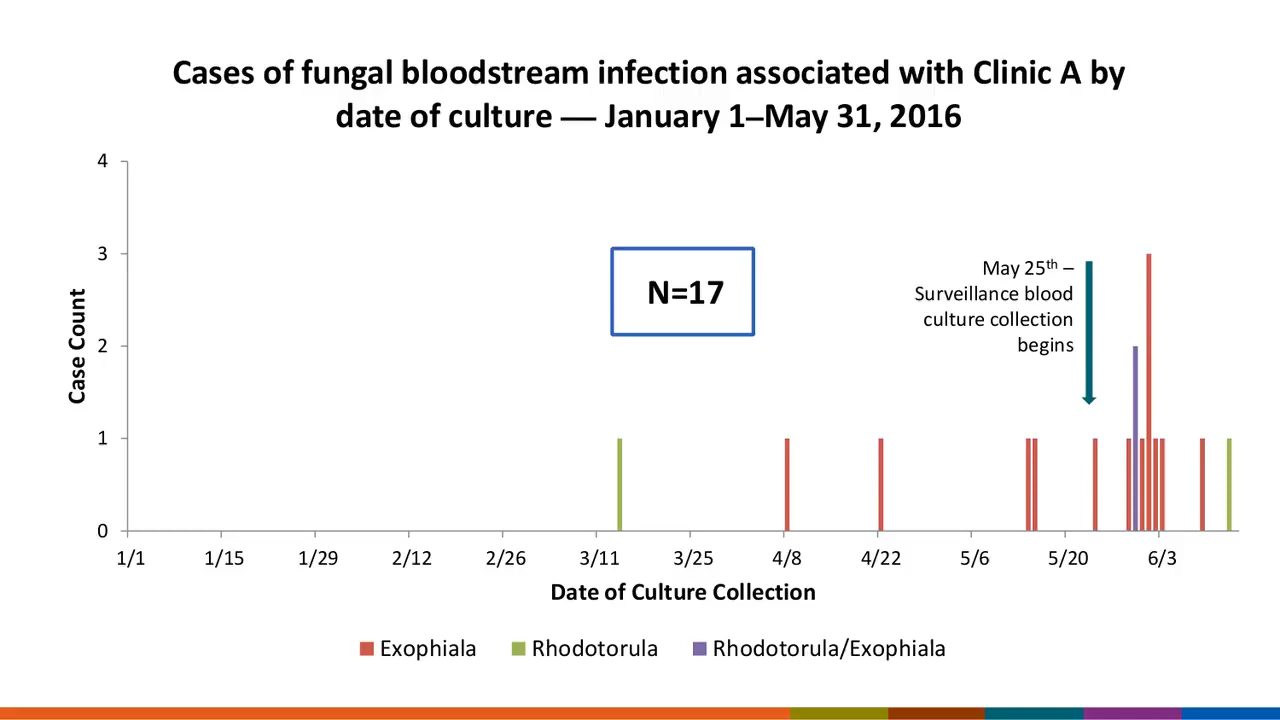 Cases of fungal bloodstream infection associated with Clinic A by
date of culture — January 1–May 31, 2016
4
3
2
1
0
Case Count
N=17
May 25th –
Surveillance blood
culture collection
begins
1/1 1/15 1/29 2/12 2/26 3/11 3/25 4/8 4/22 5/6 5/20 6/3
Date of Culture Collection
Exophiala Rhodotorula Rhodotorula/Exophiala